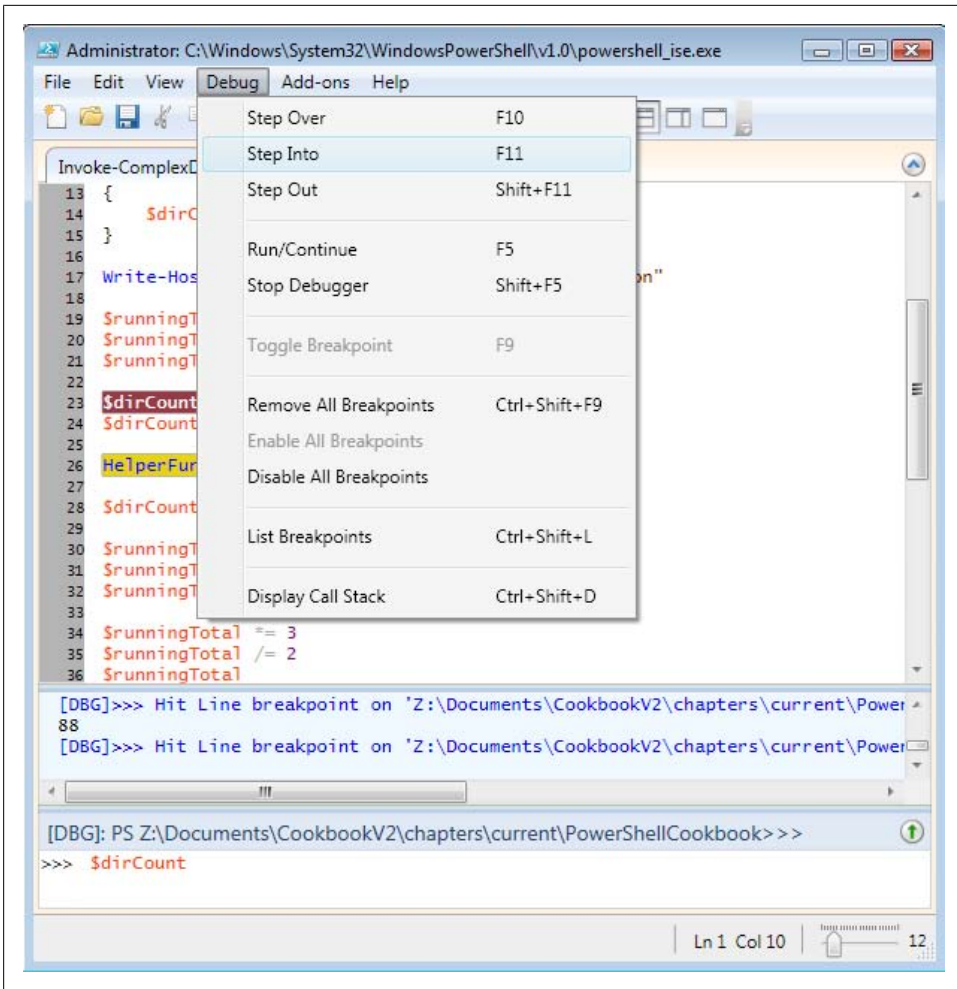 Administrator: C:\Windows\System32\WindowsPowerShell\v1.0\powershell_ise.exe
File Edit View Debug Add-ons Help
Step Over F10
Step Into F11
Step Out Shift+F11
Run/Continue F5
Stop Debugger Shift+F5
Toggle Breakpoint F9
Remove All Breakpoints Ctrl+Shift+F9
Enable All Breakpoints
Disable All Breakpoints
List Breakpoints Ctrl+Shift+L
Display Call Stack Ctrl+Shift+D
Invoke-Complex
13 {
14 $dirC
15 }
16
17 Write-Hos on"
18
19 $runningT
20 $runningT
21 $runningT
22
23 $dirCount
24 $dirCount
25
26 HelperFur
27
28 $dirCount
29
30 $runningT
31 $runningT
32 $runningT
33
34 $runningTotal *= 3
35 $runningTotal /= 2
36 $runningTotal
[DBG]>>> Hit Line breakpoint on 'Z:\Documents\CookbookV2\chapters\current\Power
88
[DBG]>>> Hit Line breakpoint on 'Z:\Documents\CookbookV2\chapters\current\Power
[DBG]: PS Z:\Documents\CookbookV2\chapters\current\PowerShellCookbook>>>
>>> $dirCount
Ln 1 Col 10 12